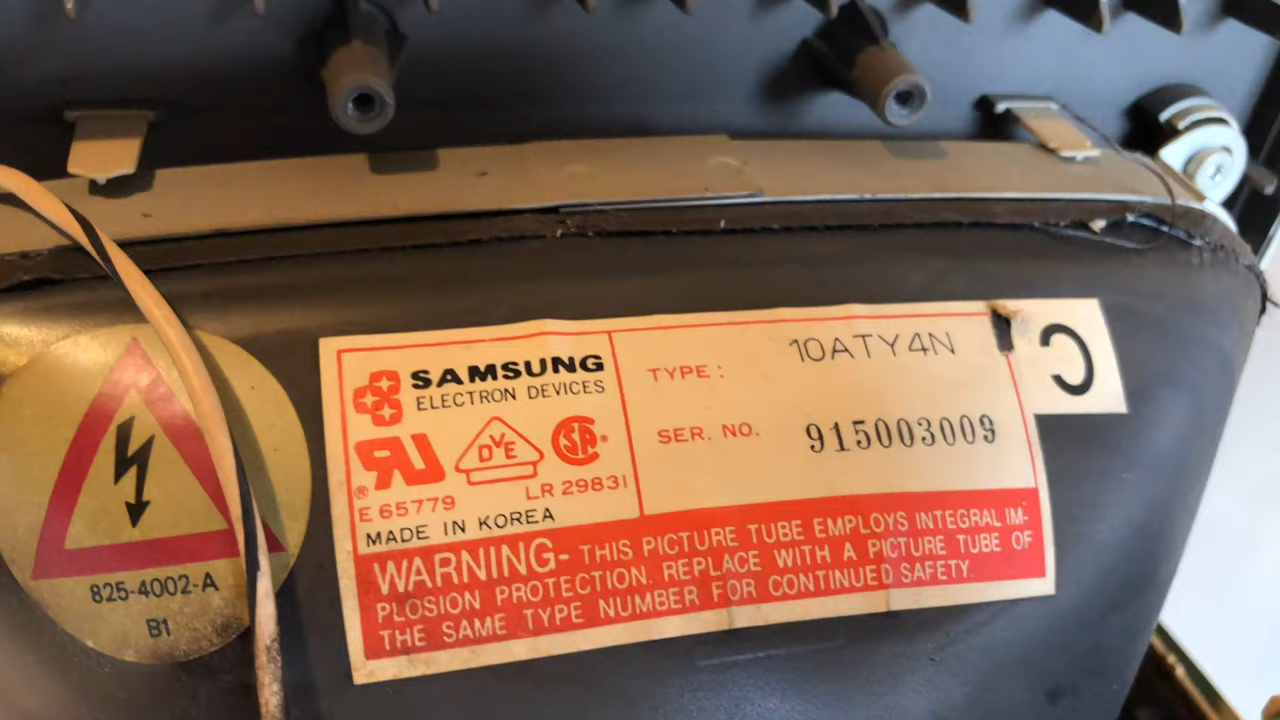 SAMSUNG
ELECTRON DEVICES
DVE
E 65779
LR 29831
MADE IN KOREA
TYPE: 10ATY4N
SER. NO. 915003009
C
WARNING- THIS PICTURE TUBE EMPLOYS INTEGRAL IM-
PLOSION PROTECTION. REPLACE WITH A PICTURE TUBE OF
THE SAME TYPE NUMBER FOR CONTINUED SAFETY.
825-4002-A
B1